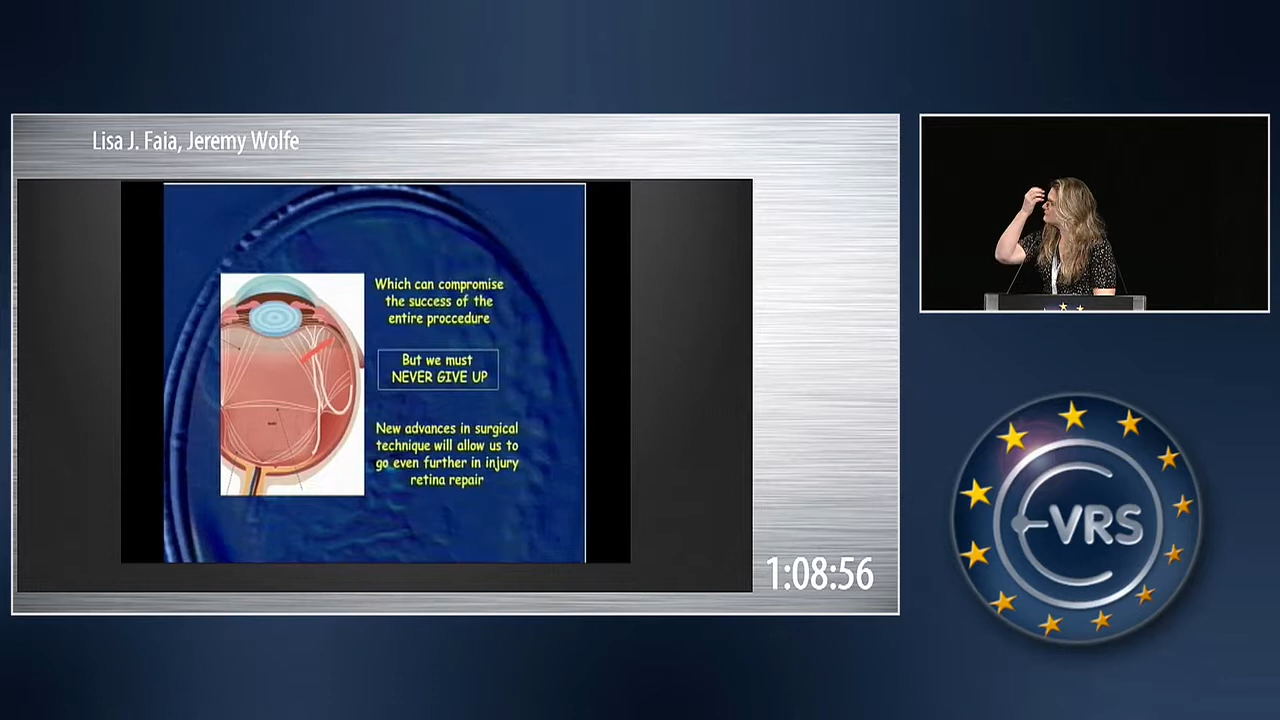 Lisa J. Faia, Jeremy Wolfe
Which can compromise
the success of the
entire proccedure
But we must
NEVER GIVE UP
New advances in surgical
technique will allow us to
go even further in injury
retina repair
1:08:56
EVRS